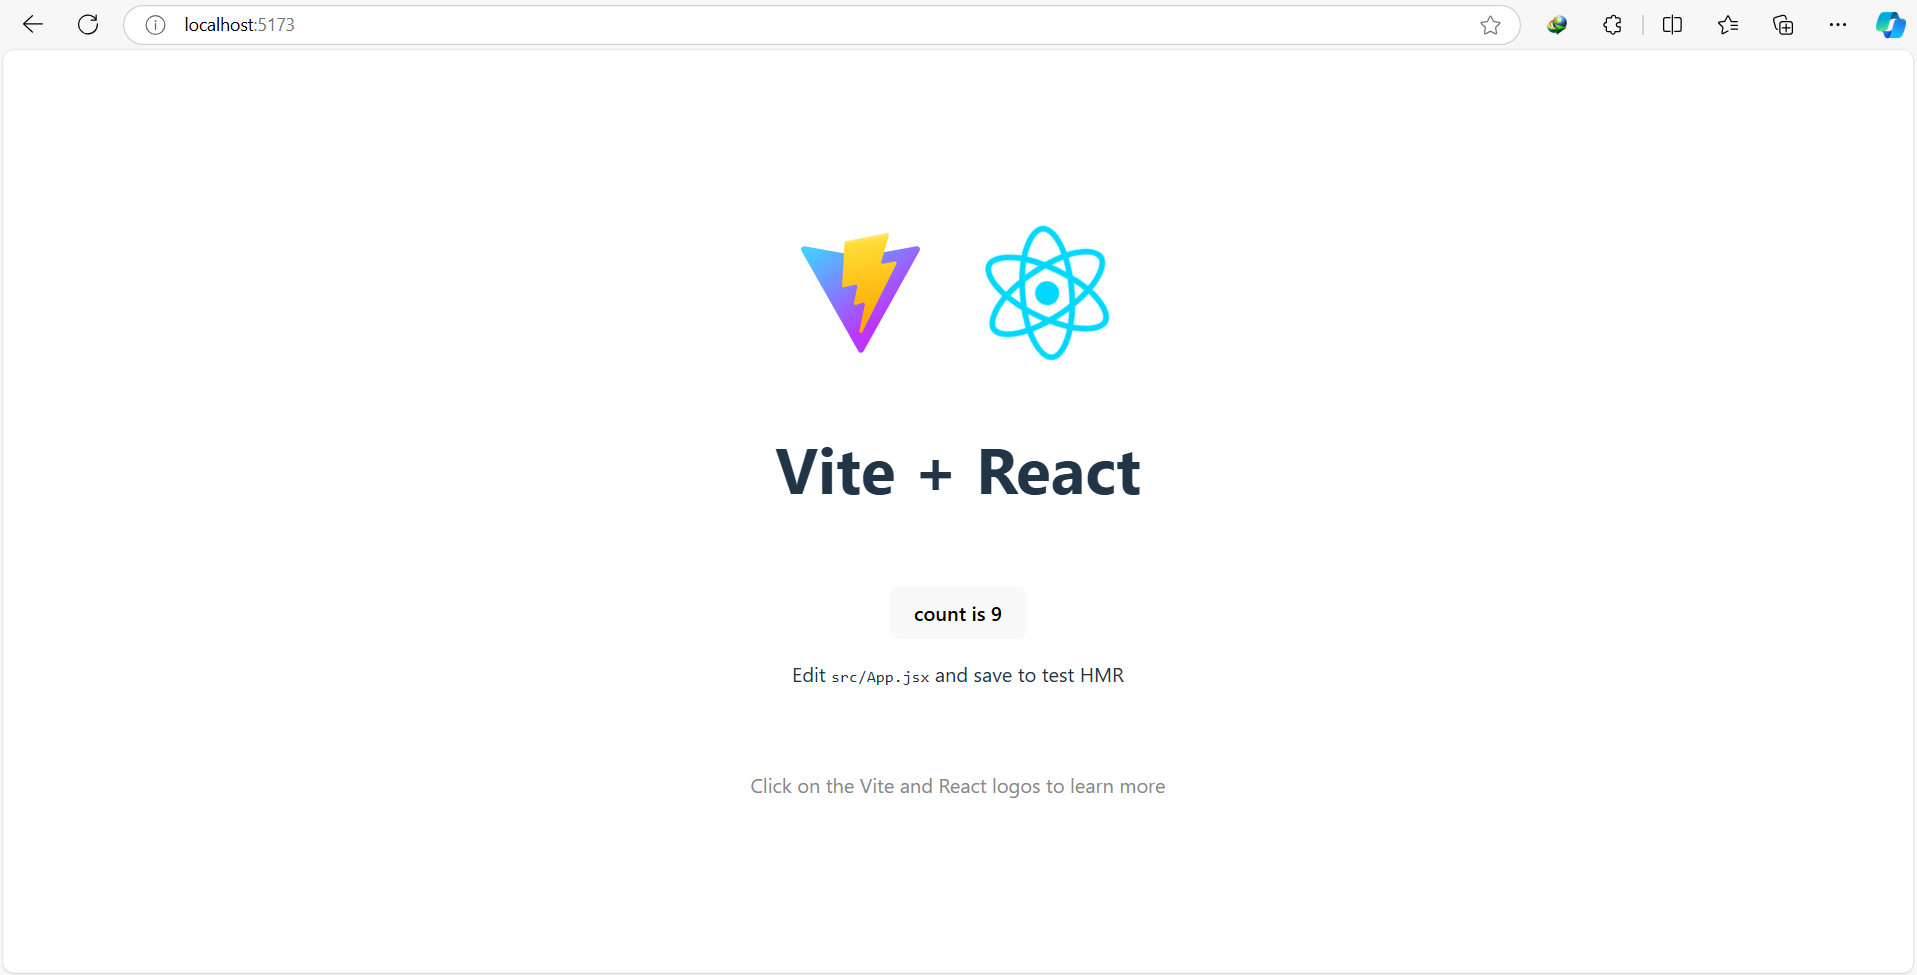 localhost:5173
Vite + React
count is 9
Edit src/App.jsx and save to test HMR
Click on the Vite and React logos to learn more